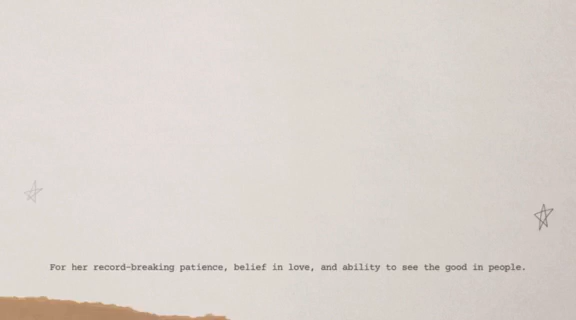 For her record-breaking patience, belief in love, and ability to see the good in people.